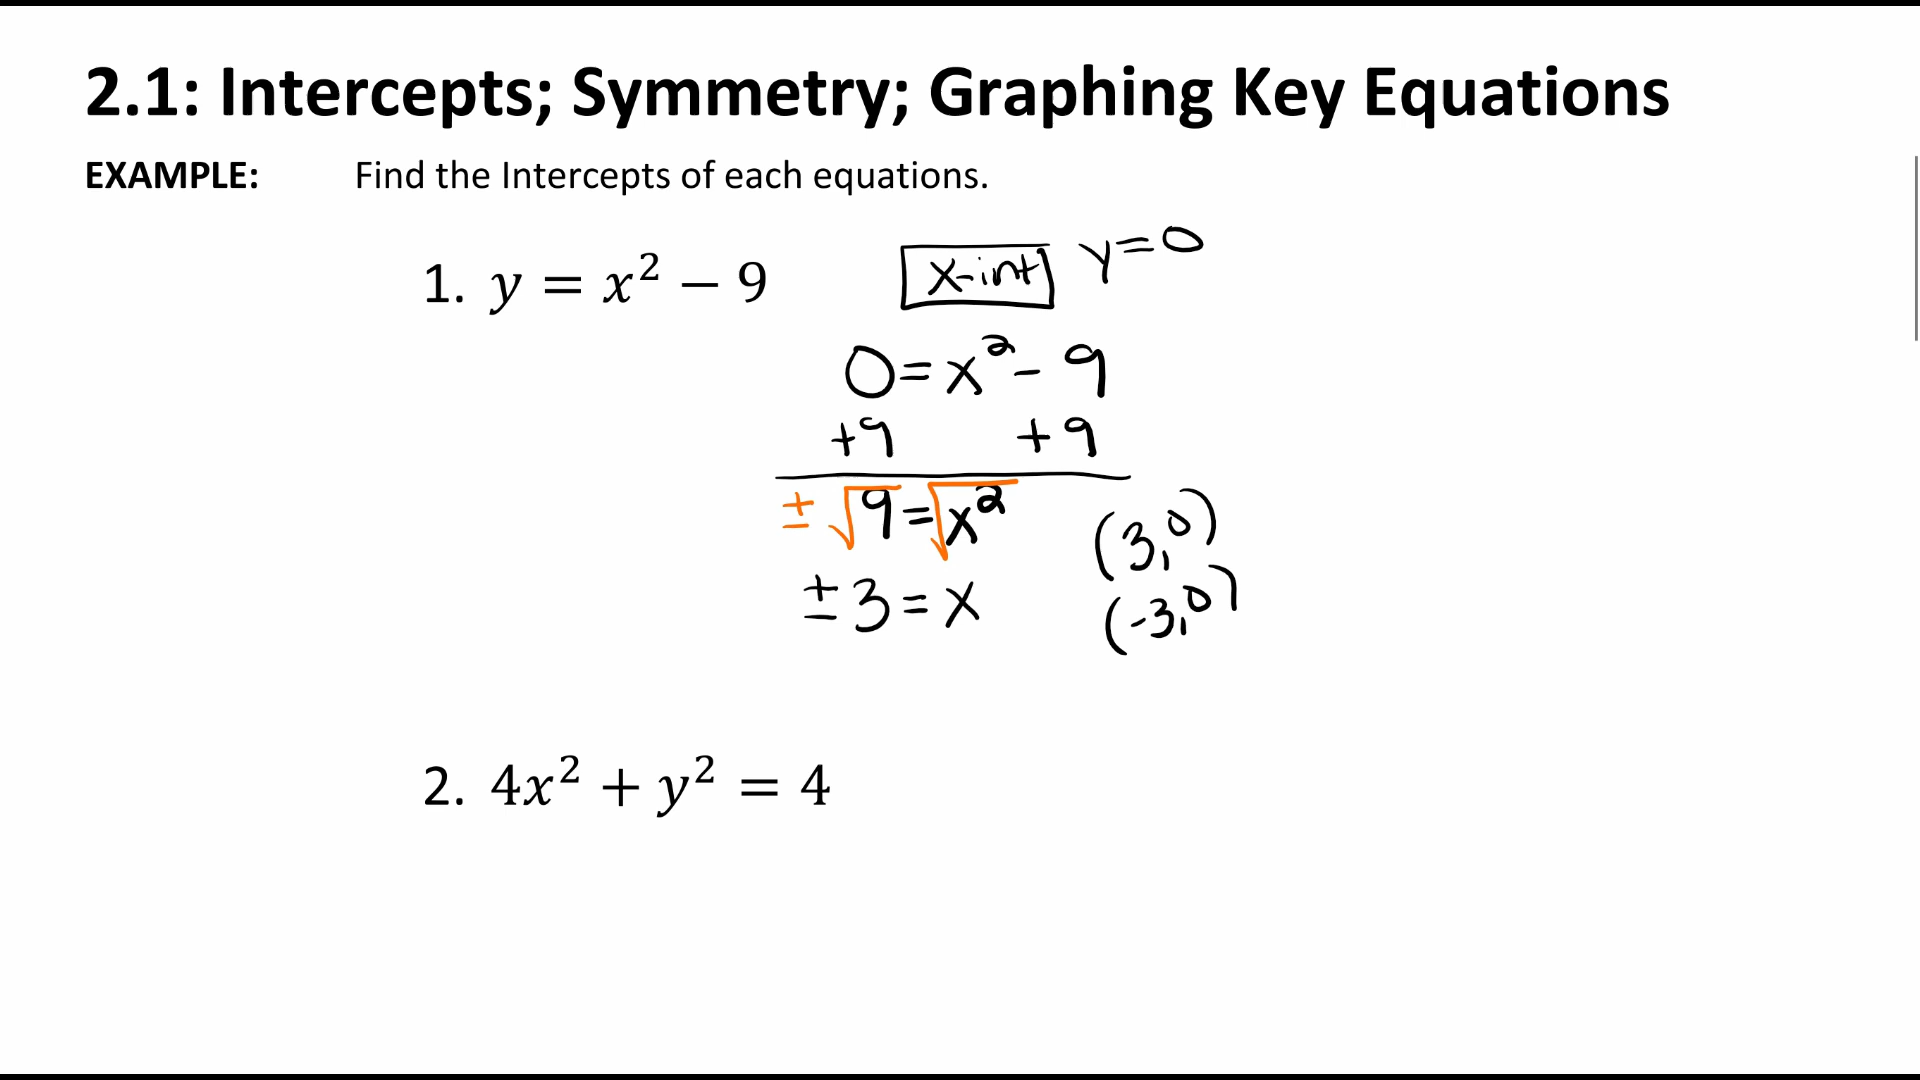 2.1: Intercepts; Symmetry; Graphing Key Equations
EXAMPLE: Find the Intercepts of each equations.
1. y = x² − 9
x-int y=0
0=x²-9
+9 +9
±√9=√x²
±3=x
(3,0)
(-3,0)
2. 4x² + y² = 4